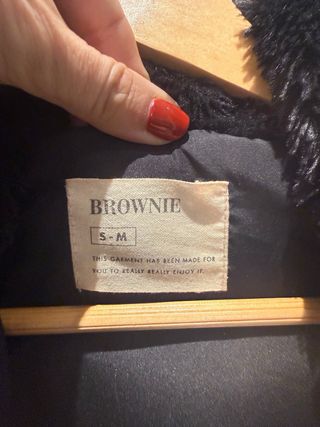 BROWNIE
S-M
THIS GARMENT HAS BEEN MADE FOR
YOU TO REALLY REALLY ENJOY IT.